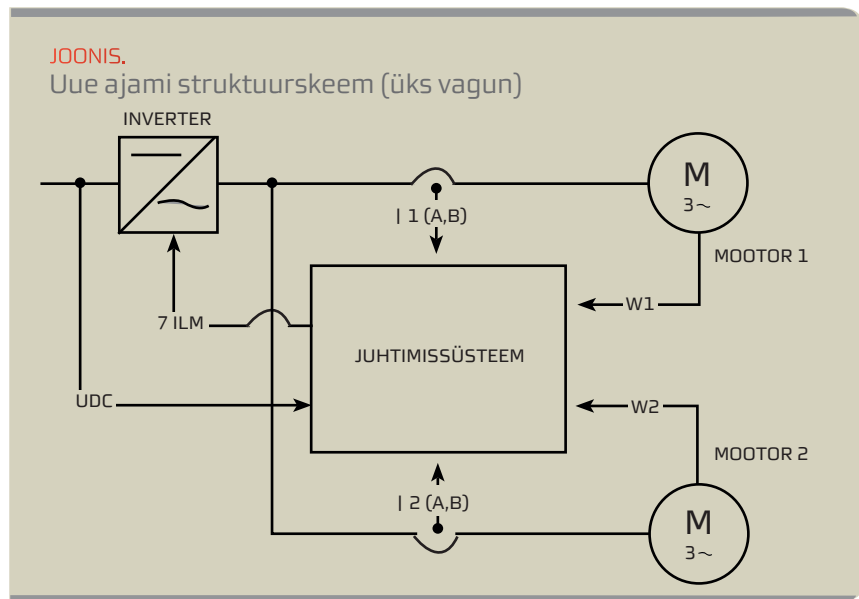 JOONIS.
Uue ajami struktuurskeem (üks vagun)
INVERTER
M
3~
I 1 (A,B)
MOOTOR 1
W1
7 ILM
JUHTIMISSÜSTEEM
UDC
W2
MOOTOR 2
I 2 (A,B)
M
3~